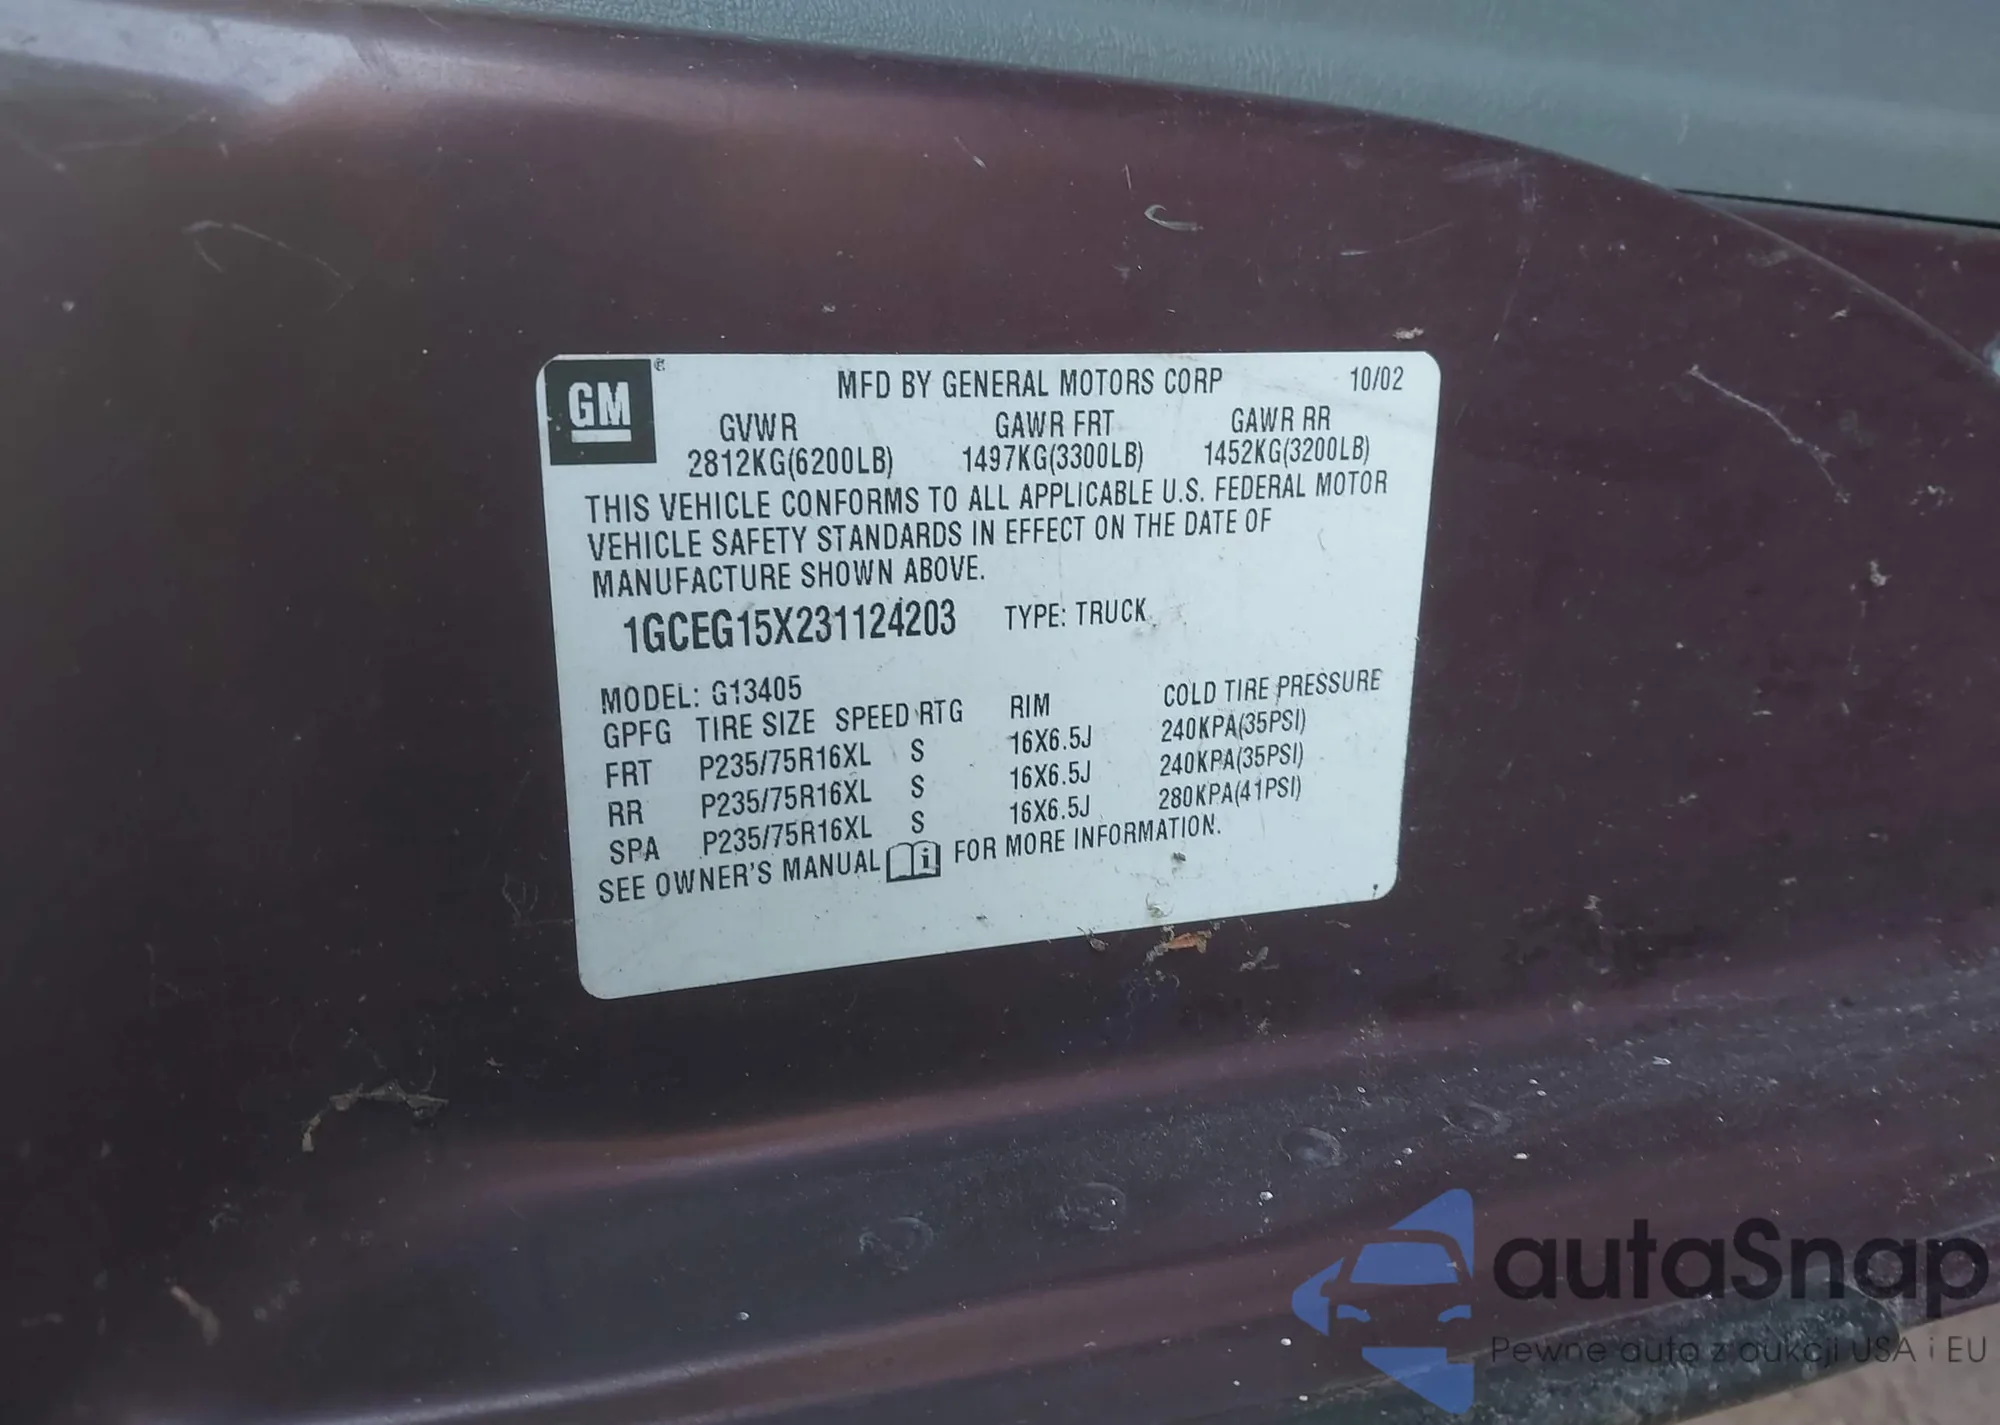 GM
MFD BY GENERAL MOTORS CORP 10/02
GVWR GAWR FRT GAWR RR
2812KG(6200LB) 1497KG(3300LB) 1452KG(3200LB)
THIS VEHICLE CONFORMS TO ALL APPLICABLE U.S. FEDERAL MOTOR
VEHICLE SAFETY STANDARDS IN EFFECT ON THE DATE OF
MANUFACTURE SHOWN ABOVE.
1GCEG15X231124203 TYPE: TRUCK
MODEL: G13405
GPFG TIRE SIZE SPEED RTG RIM COLD TIRE PRESSURE
FRT P235/75R16XL S 16X6.5J 240KPA(35PSI)
RR P235/75R16XL S 16X6.5J 240KPA(35PSI)
SPA P235/75R16XL S 16X6.5J 280KPA(41PSI)
SEE OWNER'S MANUAL i FOR MORE INFORMATION.
autaSnap
Pewne auto z aukcji USA i EU